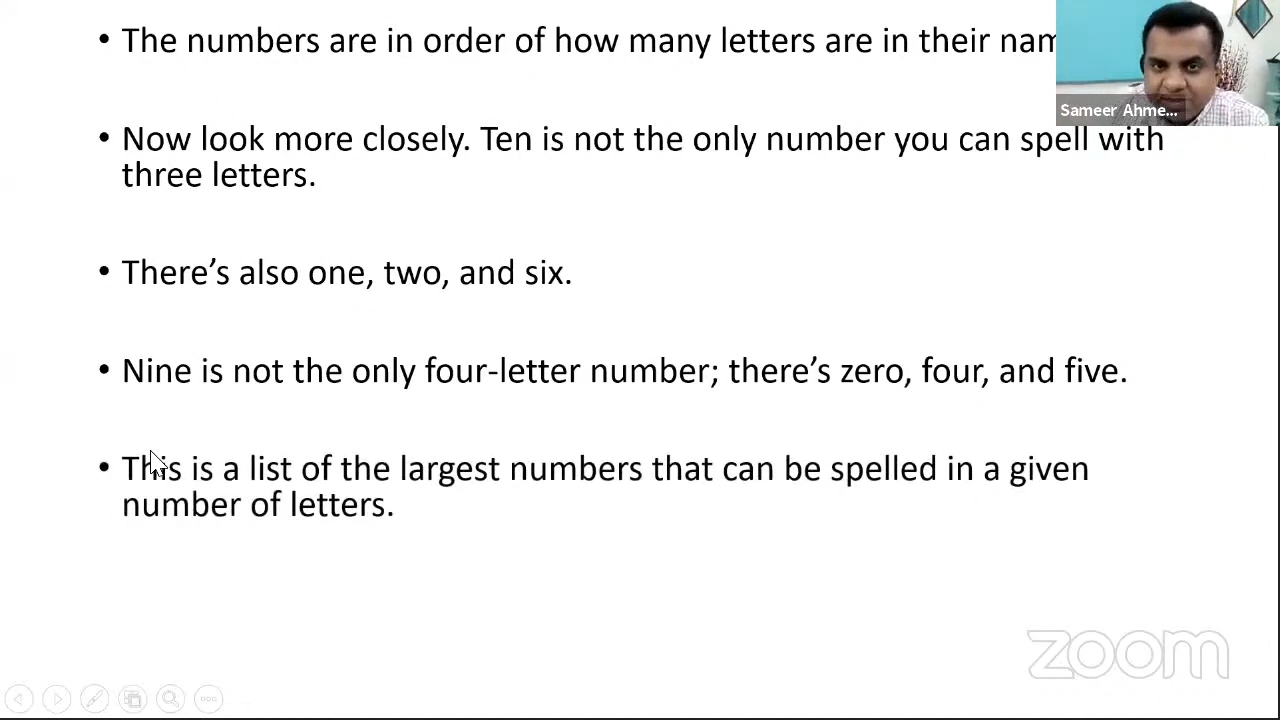 • The numbers are in order of how many letters are in their nam
Sameer Ahme...
• Now look more closely. Ten is not the only number you can spell with
three letters.
• There’s also one, two, and six.
• Nine is not the only four-letter number; there’s zero, four, and five.
• This is a list of the largest numbers that can be spelled in a given
number of letters.
zoom